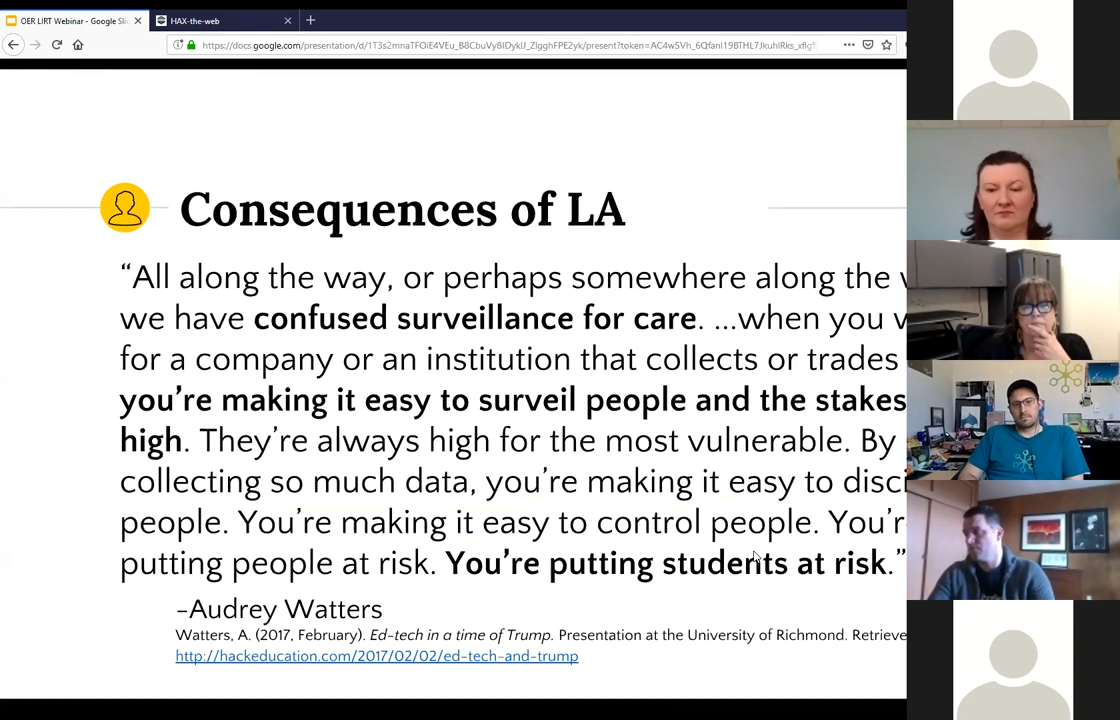 OER LIRT Webinar - Google Slid
HAX-the-web
https://docs.google.com/presentation/d/
Consequences of LA
“All along the way, or perhaps somewhere along the
we have confused surveillance for care. ...when you
for a company or an institution that collects or trades
you’re making it easy to surveil people and the stakes
high. They’re always high for the most vulnerable. By
collecting so much data, you’re making it easy to disc
people. You’re making it easy to control people. You’r
putting people at risk. You’re putting students at risk.”
–Audrey Watters
Watters, A. (2017, February). Ed-tech in a time of Trump. Presentation at the University of Richmond. Retrieve
http://hackeducation.com/2017/02/02/ed-tech-and-trump